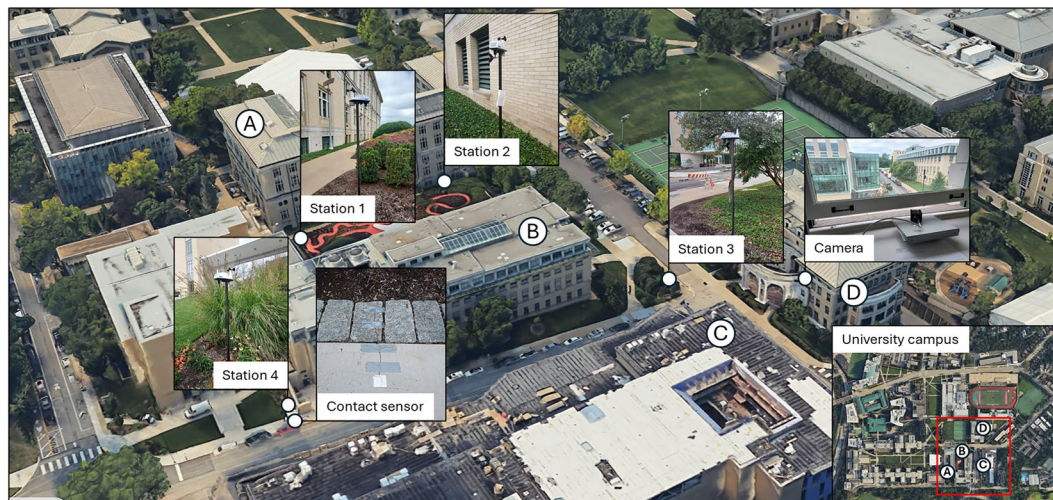 A
Station 1
Station 2
Station 3
Camera
B
D
Station 4
Contact sensor
C
University campus
D
B
A
C